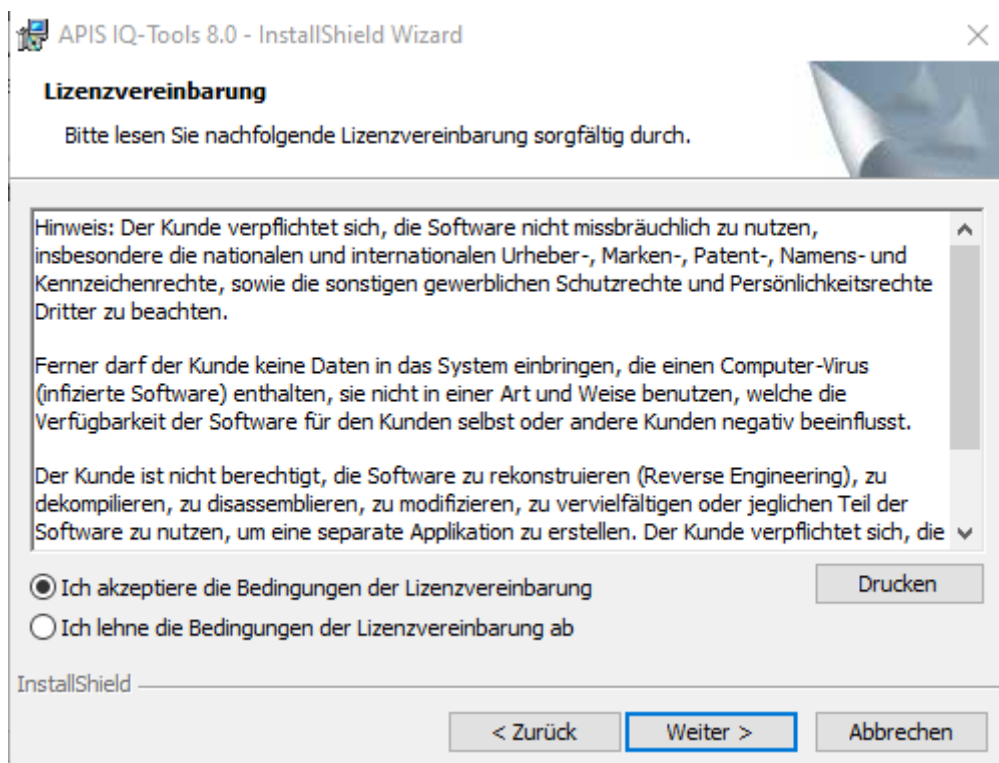 APIS IQ-Tools 8.0 - InstallShield Wizard
Lizenzvereinbarung
Bitte lesen Sie nachfolgende Lizenzvereinbarung sorgfältig durch.
Hinweis: Der Kunde verpflichtet sich, die Software nicht missbräuchlich zu nutzen,
insbesondere die nationalen und internationalen Urheber-, Marken-, Patent-, Namens- und
Kennzeichenrechte, sowie die sonstigen gewerblichen Schutzrechte und Persönlichkeitsrechte
Dritter zu beachten.
Ferner darf der Kunde keine Daten in das System einbringen, die einen Computer-Virus
(infizierte Software) enthalten, sie nicht in einer Art und Weise benutzen, welche die
Verfügbarkeit der Software für den Kunden selbst oder andere Kunden negativ beeinflusst.
Der Kunde ist nicht berechtigt, die Software zu rekonstruieren (Reverse Engineering), zu
dekompilieren, zu disassemblieren, zu modifizieren, zu vervielfältigen oder jeglichen Teil der
Software zu nutzen, um eine separate Applikation zu erstellen. Der Kunde verpflichtet sich, die
Ich akzeptiere die Bedingungen der Lizenzvereinbarung
Drucken
Ich lehne die Bedingungen der Lizenzvereinbarung ab
InstallShield
< Zurück
Weiter >
Abbrechen